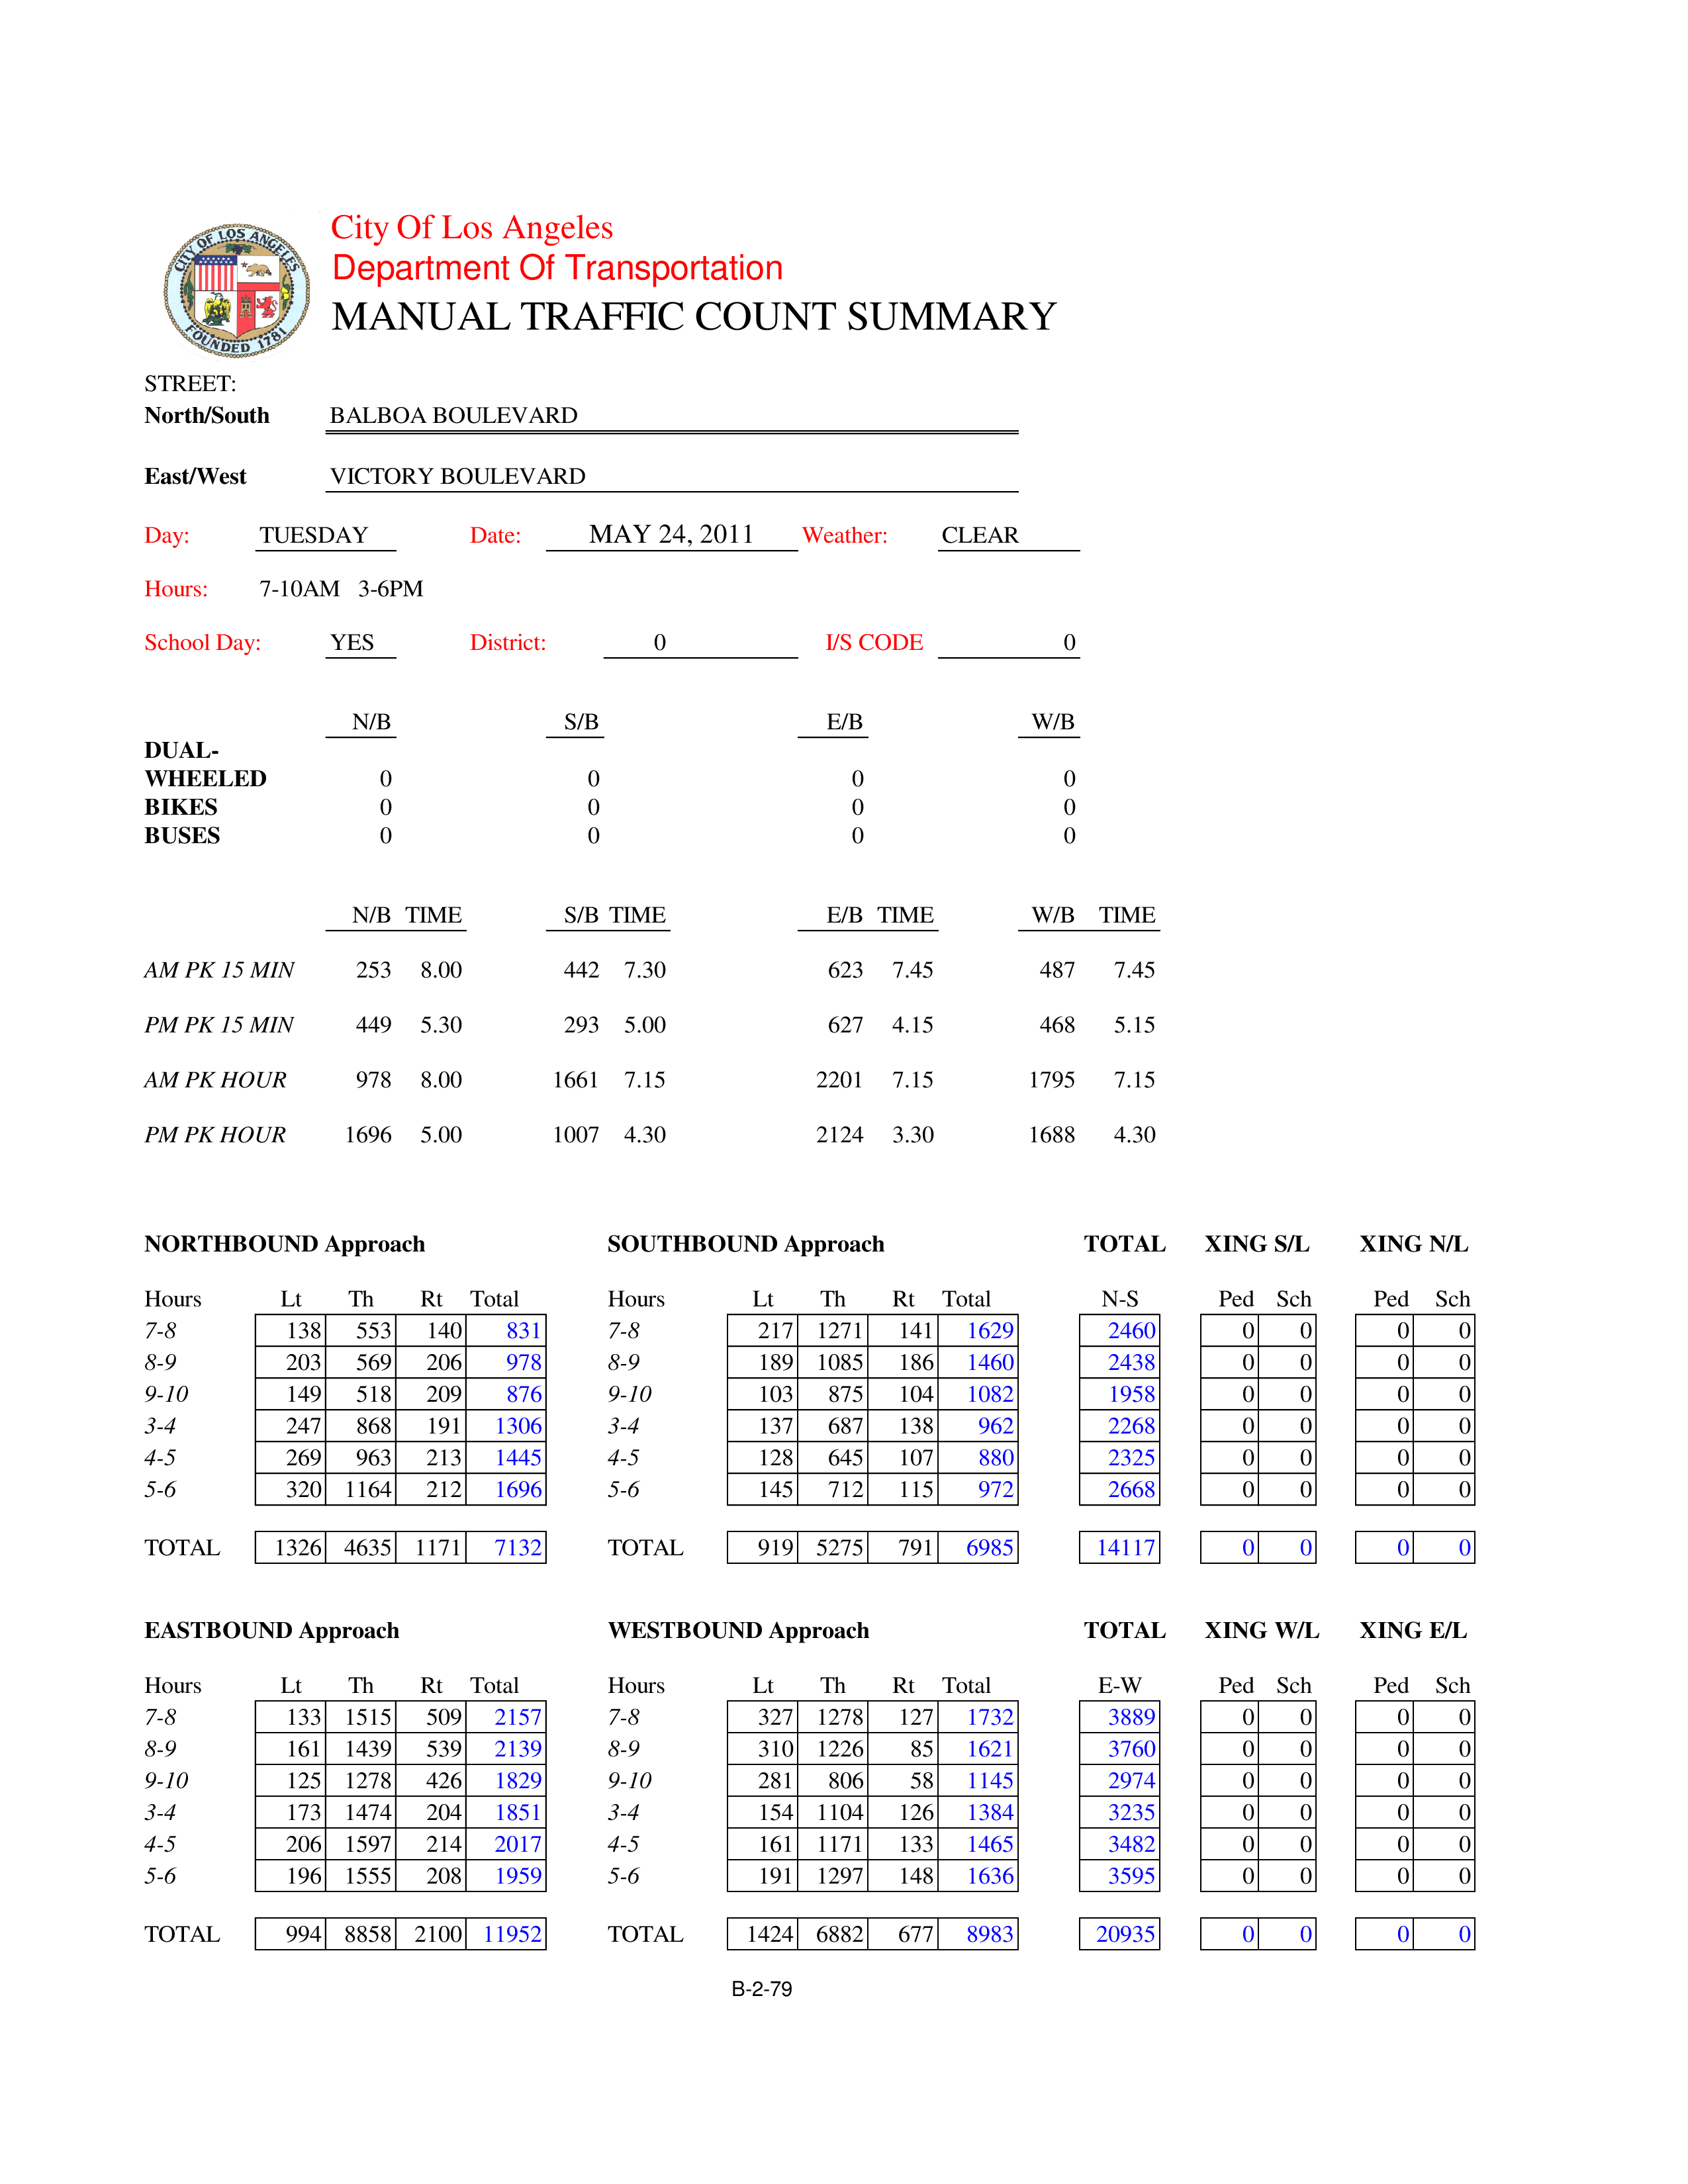 CITY OF LOS ANGELES
FOUNDED 1781
City Of Los Angeles
Department Of Transportation
MANUAL TRAFFIC COUNT SUMMARY
STREET:
North/South BALBOA BOULEVARD
East/West VICTORY BOULEVARD
Day: TUESDAY Date: MAY 24, 2011 Weather: CLEAR
Hours: 7-10AM 3-6PM
School Day: YES District: 0 I/S CODE 0
N/B S/B E/B W/B
DUAL-
WHEELED 0 0 0 0
BIKES 0 0 0 0
BUSES 0 0 0 0
N/B TIME S/B TIME E/B TIME W/B TIME
AM PK 15 MIN 253 8.00 442 7.30 623 7.45 487 7.45
PM PK 15 MIN 449 5.30 293 5.00 627 4.15 468 5.15
AM PK HOUR 978 8.00 1661 7.15 2201 7.15 1795 7.15
PM PK HOUR 1696 5.00 1007 4.30 2124 3.30 1688 4.30
NORTHBOUND Approach SOUTHBOUND Approach TOTAL XING S/L XING N/L
Hours Lt Th Rt Total Hours Lt Th Rt Total N-S Ped Sch Ped Sch
7-8 138 553 140 831 7-8 217 1271 141 1629 2460 0 0 0 0
8-9 203 569 206 978 8-9 189 1085 186 1460 2438 0 0 0 0
9-10 149 518 209 876 9-10 103 875 104 1082 1958 0 0 0 0
3-4 247 868 191 1306 3-4 137 687 138 962 2268 0 0 0 0
4-5 269 963 213 1445 4-5 128 645 107 880 2325 0 0 0 0
5-6 320 1164 212 1696 5-6 145 712 115 972 2668 0 0 0 0
TOTAL 1326 4635 1171 7132 TOTAL 919 5275 791 6985 14117 0 0 0 0
EASTBOUND Approach WESTBOUND Approach TOTAL XING W/L XING E/L
Hours Lt Th Rt Total Hours Lt Th Rt Total E-W Ped Sch Ped Sch
7-8 133 1515 509 2157 7-8 327 1278 127 1732 3889 0 0 0 0
8-9 161 1439 539 2139 8-9 310 1226 85 1621 3760 0 0 0 0
9-10 125 1278 426 1829 9-10 281 806 58 1145 2974 0 0 0 0
3-4 173 1474 204 1851 3-4 154 1104 126 1384 3235 0 0 0 0
4-5 206 1597 214 2017 4-5 161 1171 133 1465 3482 0 0 0 0
5-6 196 1555 208 1959 5-6 191 1297 148 1636 3595 0 0 0 0
TOTAL 994 8858 2100 11952 TOTAL 1424 6882 677 8983 20935 0 0 0 0
B-2-79